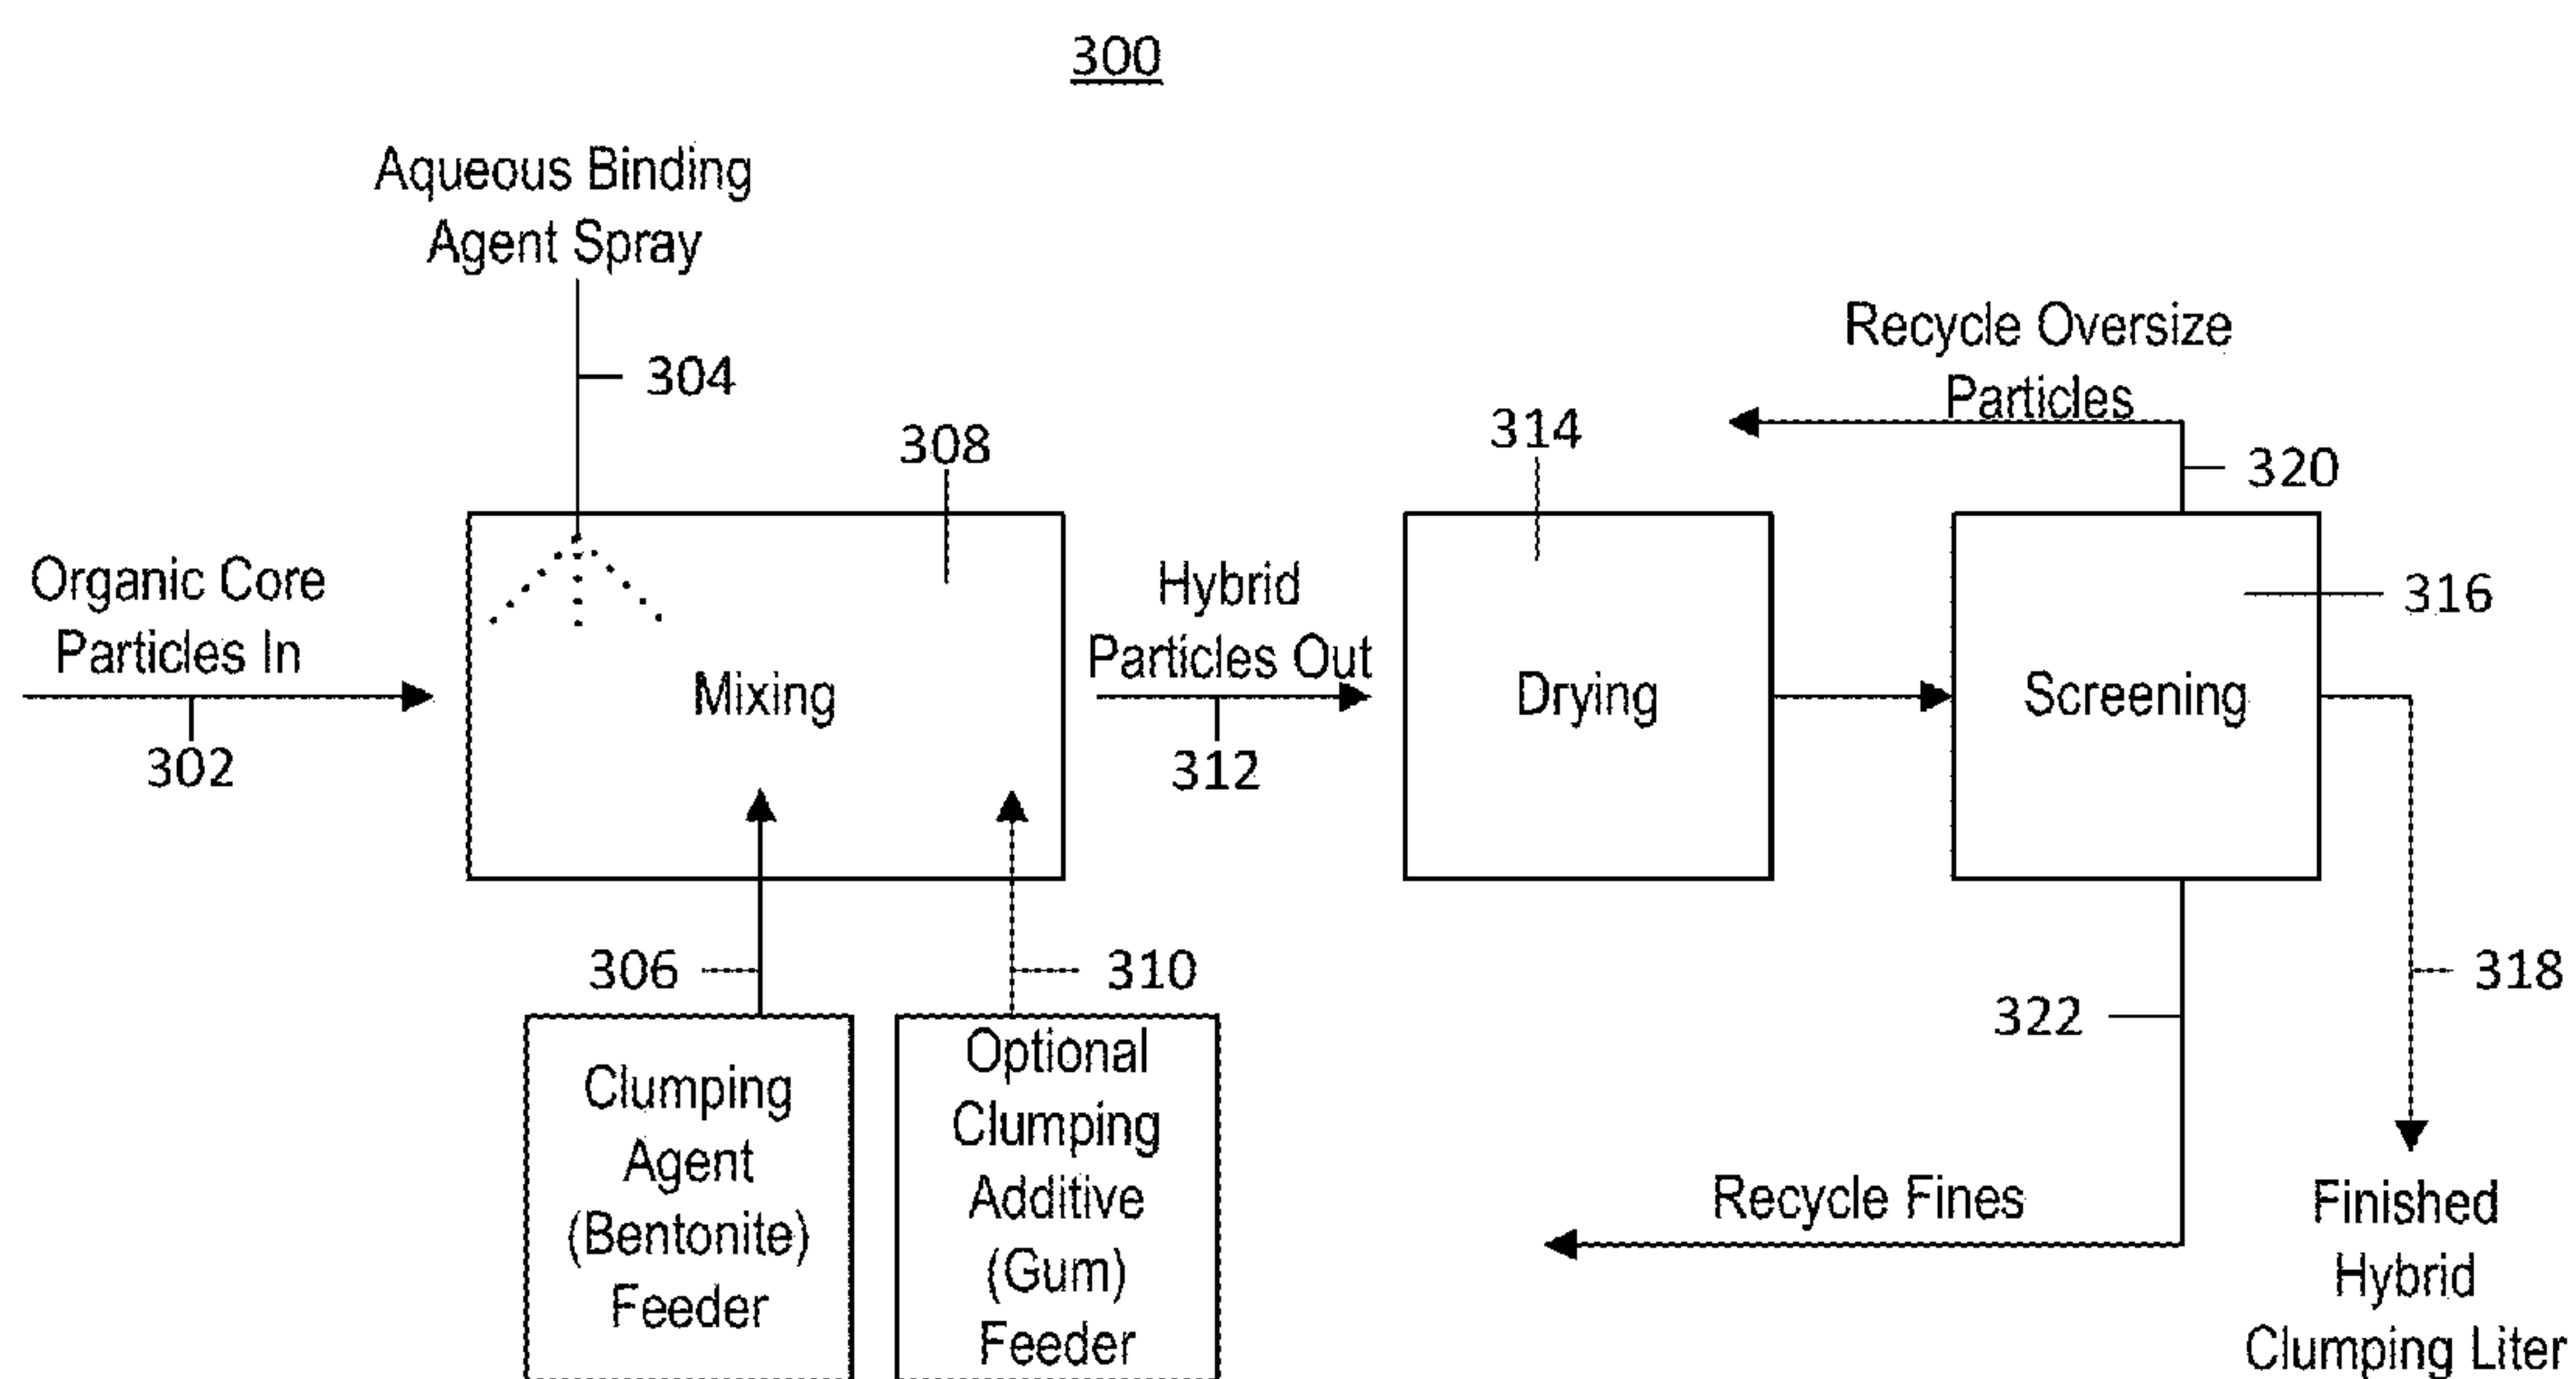 300
Aqueous Binding
Agent Spray
304
Recycle Oversize
Particles
320
308
314
Organic Core
Particles In
302
Mixing
Hybrid
Particles Out
312
Drying
Screening
316
306
310
318
322
Clumping
Agent
(Bentonite)
Feeder
Optional
Clumping
Additive
(Gum)
Feeder
Recycle Fines
Finished
Hybrid
Clumping Liter